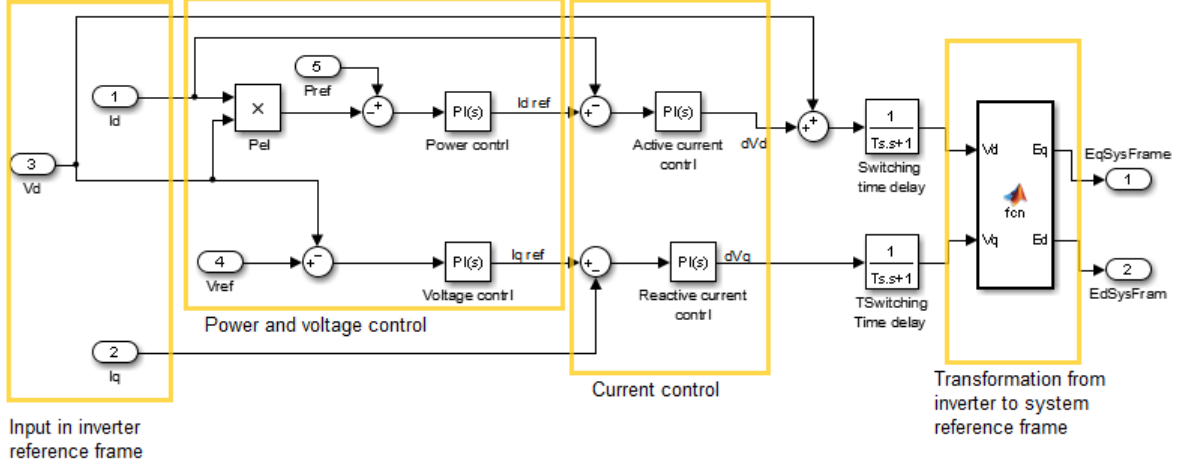 5
Pref
1
Id
×
Pel
PI(s)
Power contrl
Id ref
PI(s)
Active current
contrl
dVd
1
Ts.s+1
Switching
time delay
3
Vd
Vd
Vq
Eq
Ed
fcn
EqSysFrame
1
4
Vref
PI(s)
Voltage contrl
Iq ref
PI(s)
Reactive current
contrl
dVq
1
Ts.s+1
TSwitching
Time delay
2
EdSysFram
2
Iq
Power and voltage control
Current control
Transformation from
inverter to system
reference frame
Input in inverter
reference frame